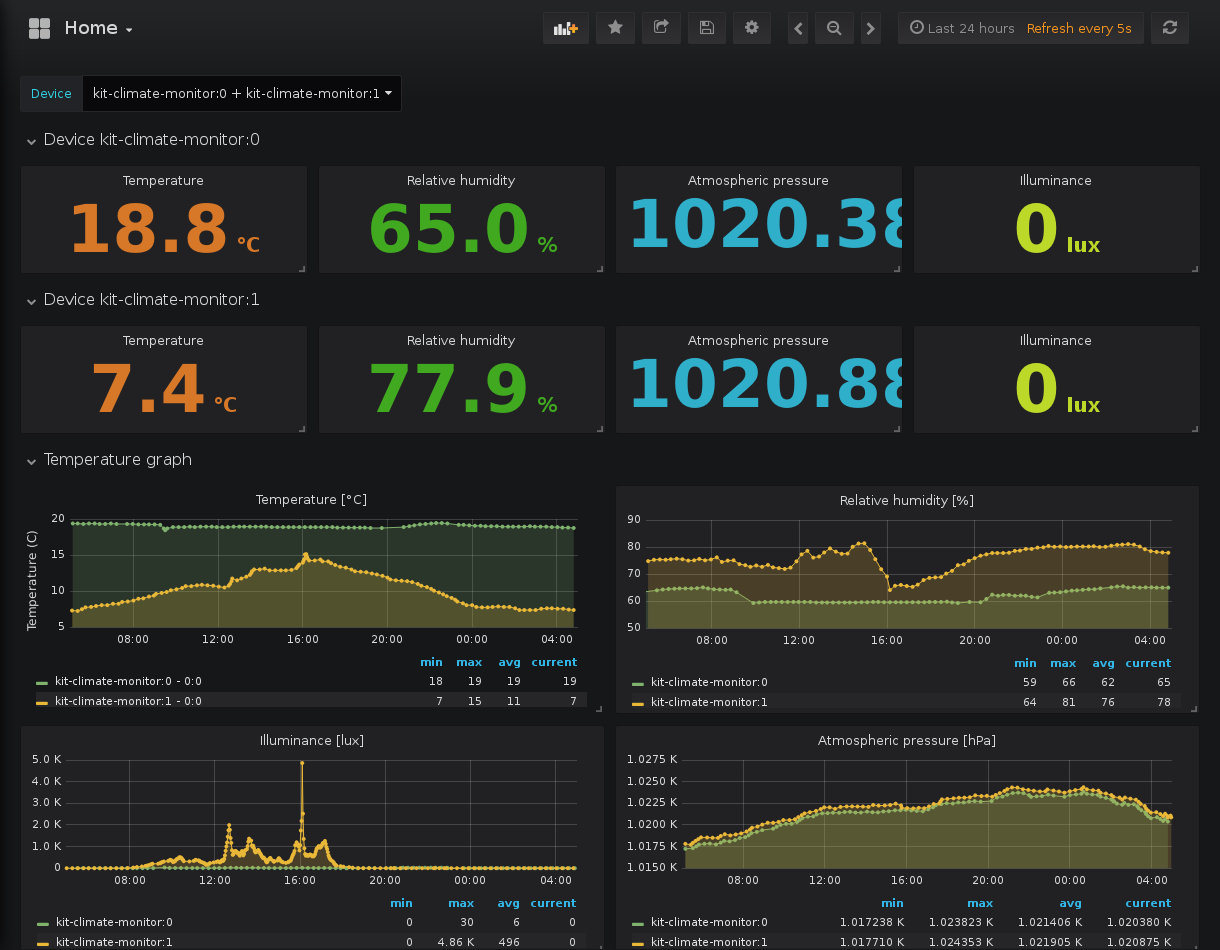 Home
Last 24 hours Refresh every 5s
Device kit-climate-monitor:0 + kit-climate-monitor:1
Device kit-climate-monitor:0
Temperature Relative humidity Atmospheric pressure Illuminance
18.8 °C 65.0 % 1020.38 0 lux
Device kit-climate-monitor:1
Temperature Relative humidity Atmospheric pressure Illuminance
7.4 °C 77.9 % 1020.88 0 lux
Temperature graph
Temperature [°C]
Temperature (C)
20
15
10
5
08:00 12:00 16:00 20:00 00:00 04:00
min max avg current
kit-climate-monitor:0 - 0:0 18 19 19 19
kit-climate-monitor:1 - 0:0 7 15 11 7
Relative humidity [%]
90
80
70
60
50
08:00 12:00 16:00 20:00 00:00 04:00
min max avg current
kit-climate-monitor:0 59 66 62 65
kit-climate-monitor:1 64 81 76 78
Illuminance [lux]
5.0 K
4.0 K
3.0 K
2.0 K
1.0 K
0
08:00 12:00 16:00 20:00 00:00 04:00
min max avg current
kit-climate-monitor:0 0 30 6 0
kit-climate-monitor:1 0 4.86 K 496 0
Atmospheric pressure [hPa]
1.0275 K
1.0250 K
1.0225 K
1.0200 K
1.0175 K
1.0150 K
08:00 12:00 16:00 20:00 00:00 04:00
min max avg current
kit-climate-monitor:0 1.017238 K 1.023823 K 1.021406 K 1.020380 K
kit-climate-monitor:1 1.017710 K 1.024353 K 1.021905 K 1.020875 K